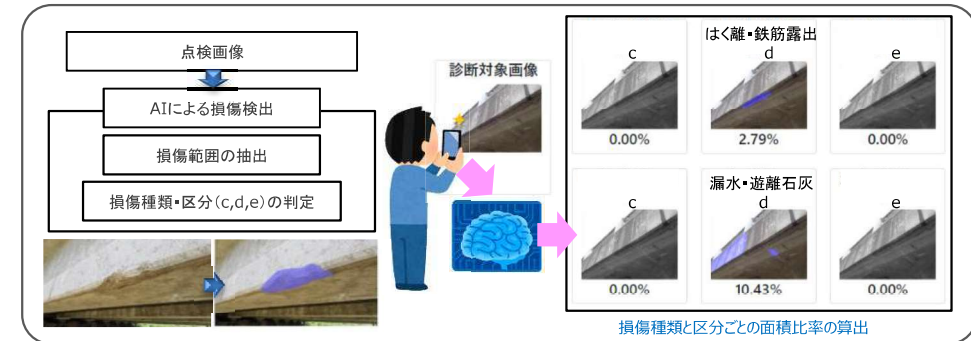 点検画像
AIによる損傷検出
損傷範囲の抽出
損傷種類・区分(c,d,e)の判定
診断対象画像
はく離・鉄筋露出
c d e
0.00% 2.79% 0.00%
漏水・遊離石灰
c d e
0.00% 10.43% 0.00%
損傷種類と区分ごとの面積比率の算出